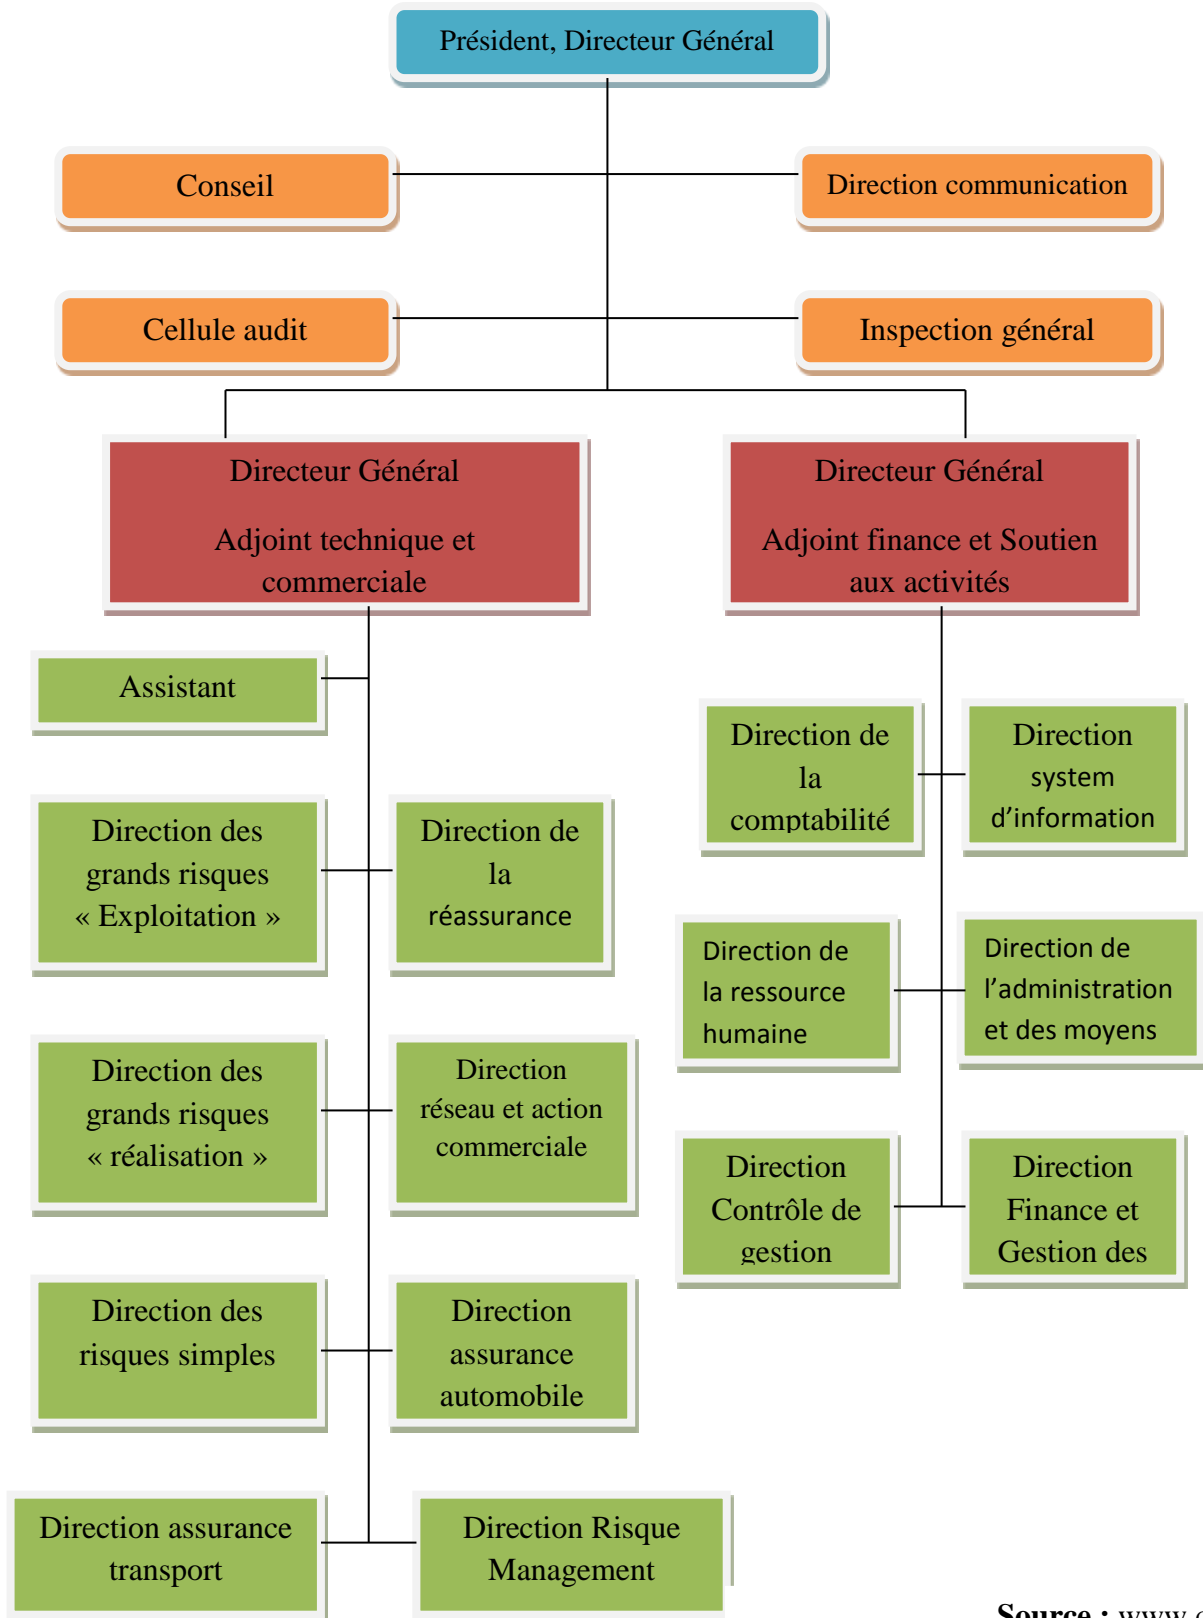 Président, Directeur Général
Conseil
Direction communication
Cellule audit
Inspection général
Directeur Général
Adjoint technique et
commerciale
Directeur Général
Adjoint finance et Soutien
aux activités
Assistant
Direction de
la
comptabilité
Direction
system
d’information
Direction des
grands risques
« Exploitation »
Direction de
la
réassurance
Direction de
la ressource
humaine
Direction de
l’administration
et des moyens
Direction des
grands risques
« réalisation »
Direction
réseau et action
commerciale
Direction
Contrôle de
gestion
Direction
Finance et
Gestion des
Direction des
risques simples
Direction
assurance
automobile
Direction assurance
transport
Direction Risque
Management
Source :